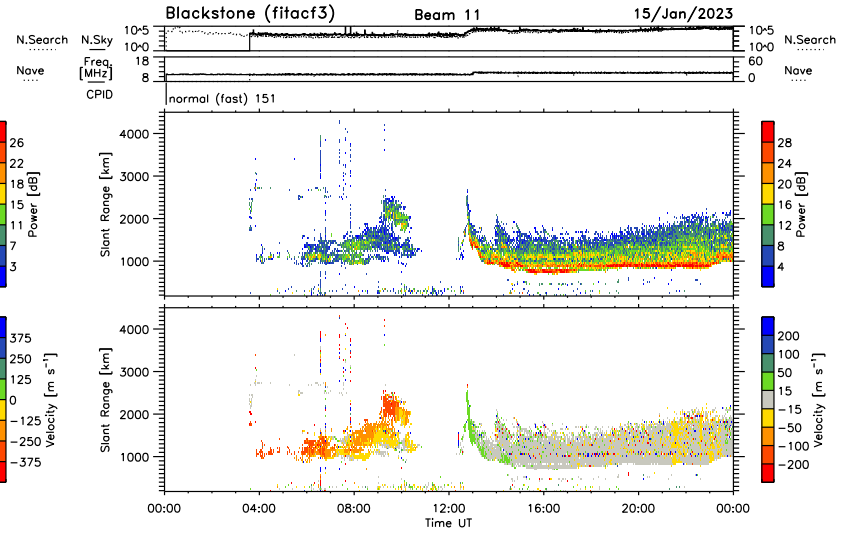 Blackstone (fitacf3) Beam 11 15/Jan/2023
N.Search N.Sky 10^5 10^0 10^5 10^0 N.Search
Nave Freq. [MHz] 18 8 60 0 Nave
CPID normal (fast) 151
26 22 18 15 11 7 3
Power [dB]
Slant Range [km]
4000 3000 2000 1000
28 24 20 16 12 8 4
Power [dB]
375 250 125 0 −125 −250 −375
Velocity [m s⁻¹]
Slant Range [km]
4000 3000 2000 1000
200 100 50 15 −15 −50 −100 −200
Velocity [m s⁻¹]
00:00 04:00 08:00 12:00 16:00 20:00 00:00
Time UT